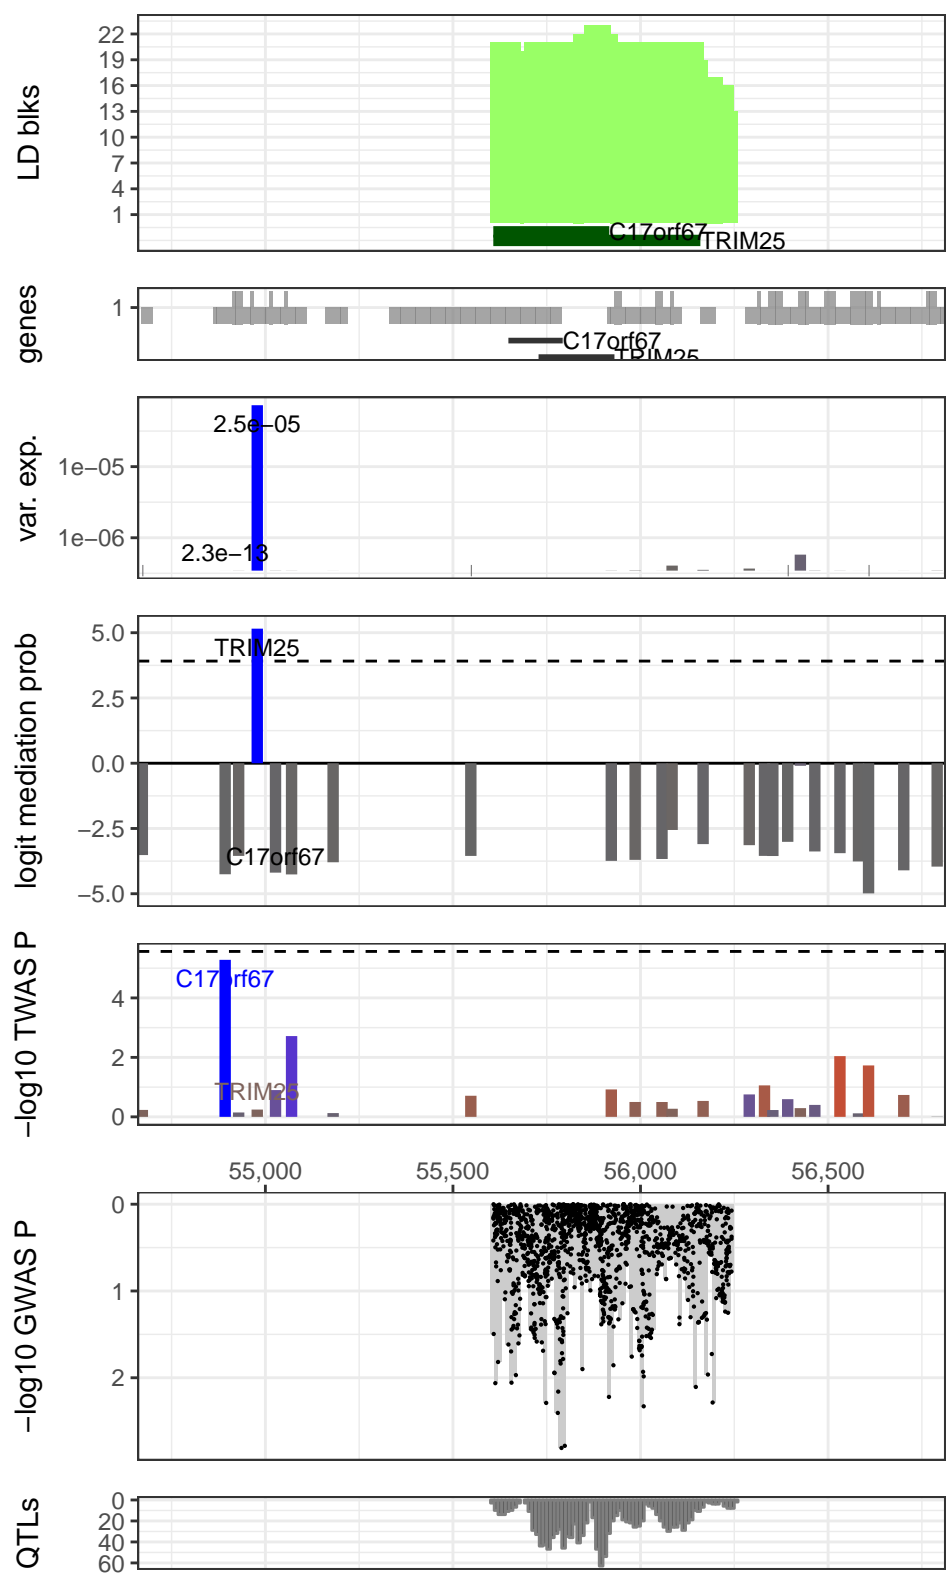 LD blks
22
19
16
13
10
7
4
1
C17orf67
TRIM25
genes
1
C17orf67
TRIM25
var. exp.
2.5e−05
1e−05
1e−06
2.3e−13
logit mediation prob
5.0
TRIM25
2.5
0.0
−2.5
C17orf67
−5.0
−log10 TWAS P
C17orf67
4
2
TRIM25
0
55,000 55,500 56,000 56,500
−log10 GWAS P
0
1
2
QTLs
0
20
40
60